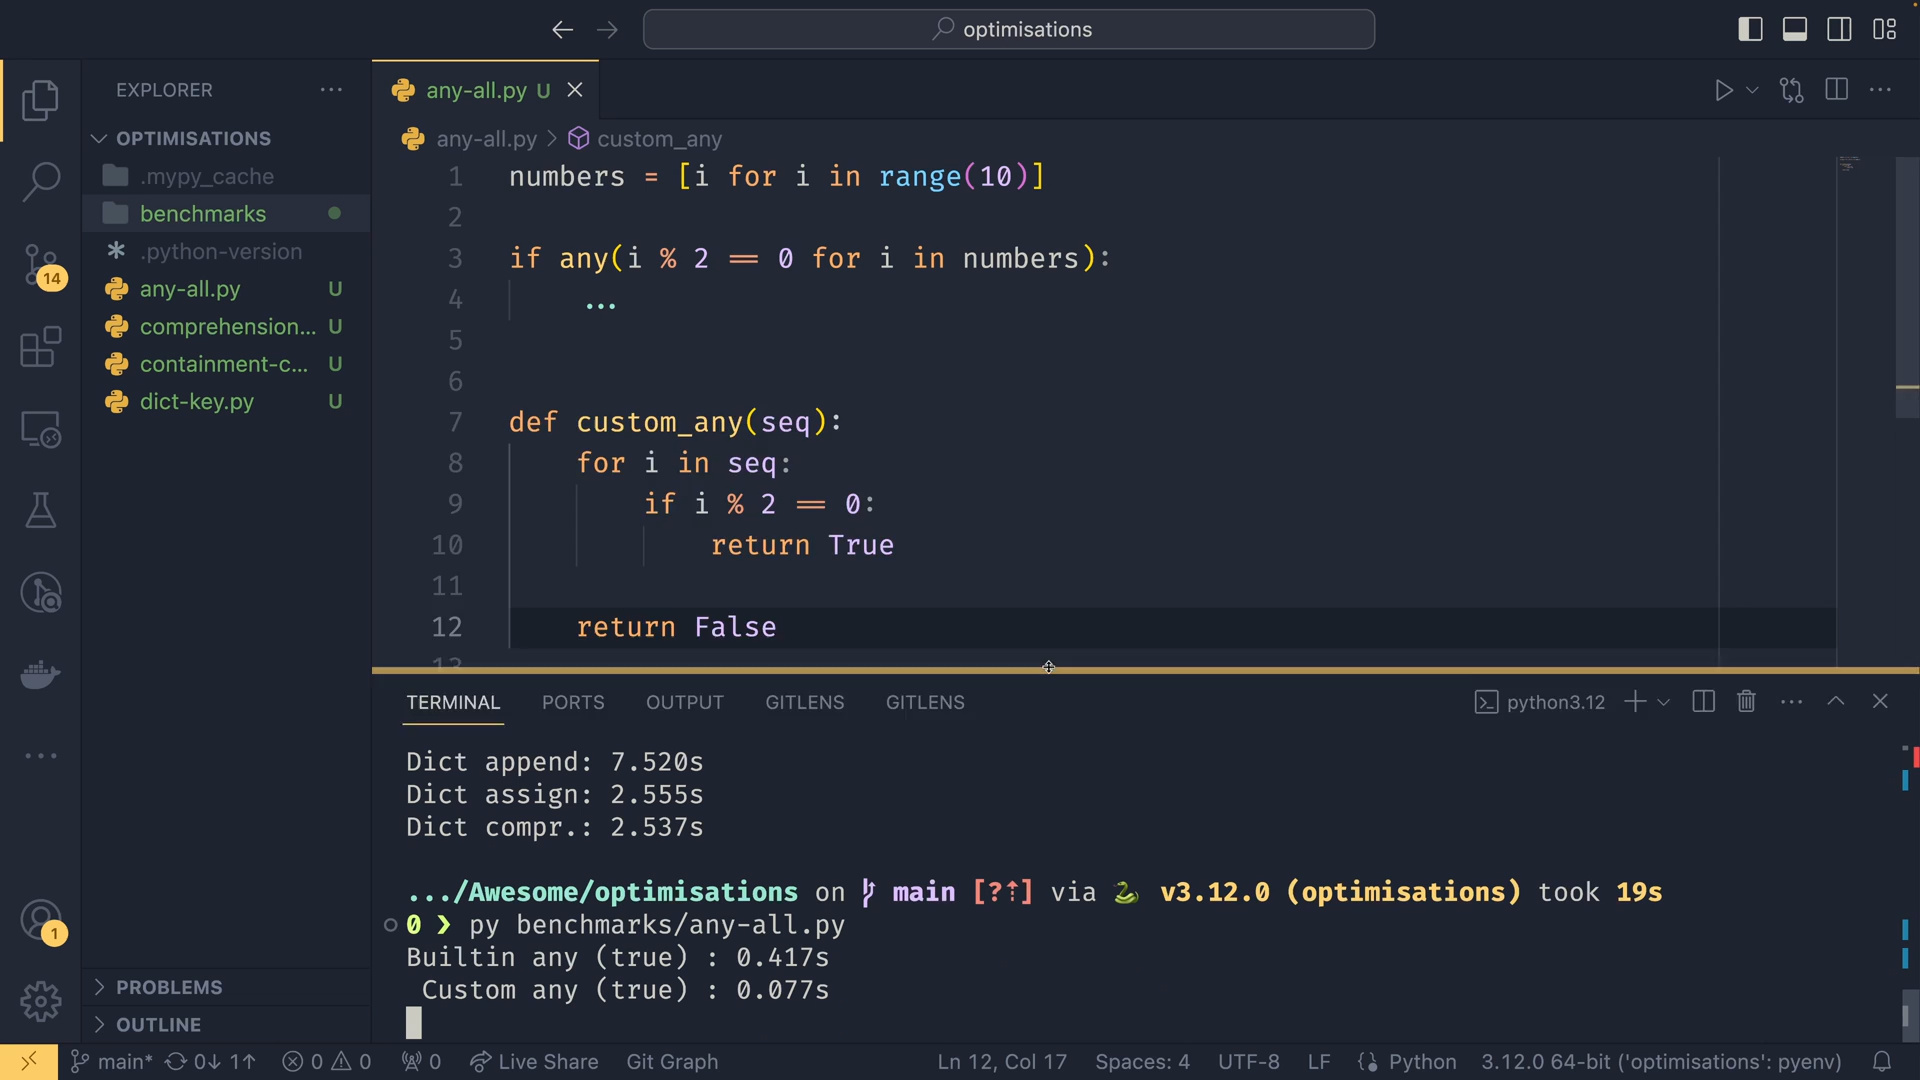 optimisations
EXPLORER
OPTIMISATIONS
.mypy_cache
benchmarks
.python-version
any-all.py U
comprehension... U
containment-c... U
dict-key.py U
14
1
PROBLEMS
OUTLINE
any-all.py U
any-all.py > custom_any
1 numbers = [i for i in range(10)]
2
3 if any(i % 2 == 0 for i in numbers):
4 ...
5
6
7 def custom_any(seq):
8 for i in seq:
9 if i % 2 == 0:
10 return True
11
12 return False
13
TERMINAL PORTS OUTPUT GITLENS GITLENS python3.12
Dict append: 7.520s
Dict assign: 2.555s
Dict compr.: 2.537s
.../Awesome/optimisations on main [?⇡] via 🐍 v3.12.0 (optimisations) took 19s
0 ❯ py benchmarks/any-all.py
Builtin any (true) : 0.417s
Custom any (true) : 0.077s
main* 0↓ 1↑ 0 0 0 Live Share Git Graph Ln 12, Col 17 Spaces: 4 UTF-8 LF Python 3.12.0 64-bit ('optimisations': pyenv)